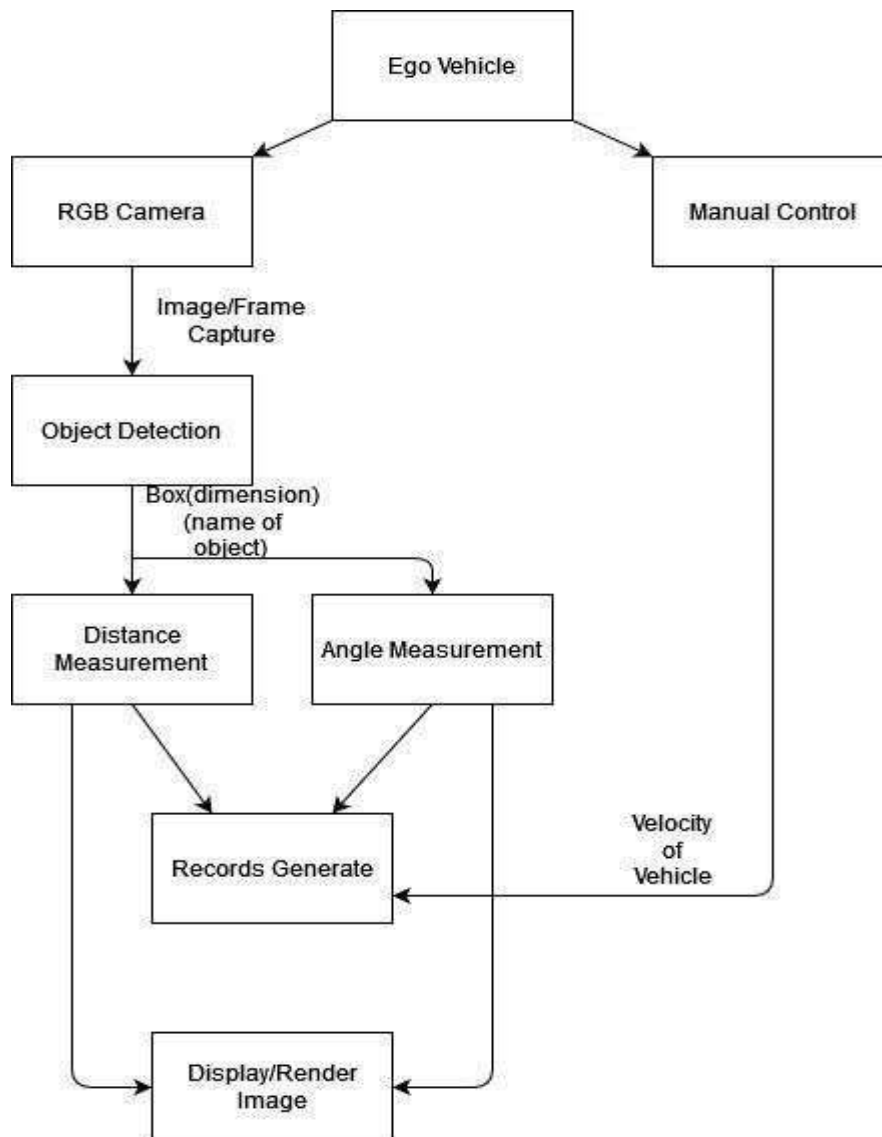 Ego Vehicle
RGB Camera
Manual Control
Image/Frame
Capture
Object Detection
Box(dimension)
(name of
object)
Distance
Measurement
Angle Measurement
Records Generate
Velocity
of
Vehicle
Display/Render
Image